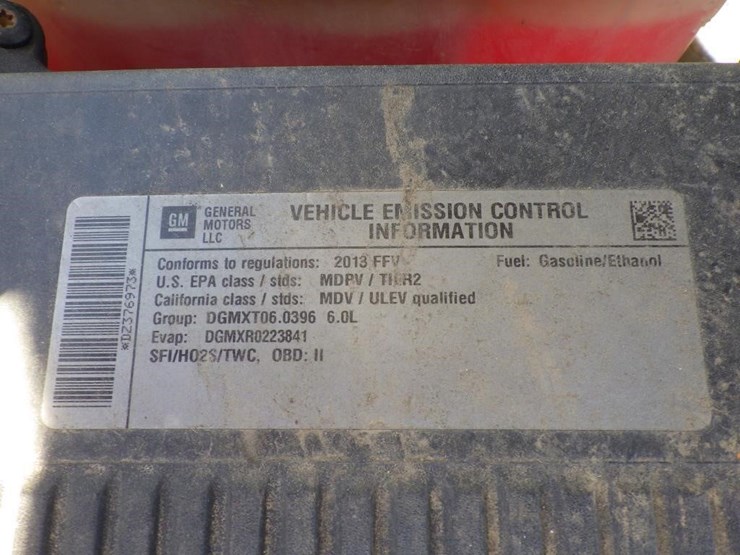 GM GENERAL MOTORS LLC
VEHICLE EMISSION CONTROL
INFORMATION
Conforms to regulations: 2013 FFV Fuel: Gasoline/Ethanol
U.S. EPA class / stds: MDPV / TIER2
California class / stds: MDV / ULEV qualified
Group: DGMXT06.0396 6.0L
Evap: DGMXR0223841
SFI/HO2S/TWC, OBD: II
*DZ376973*